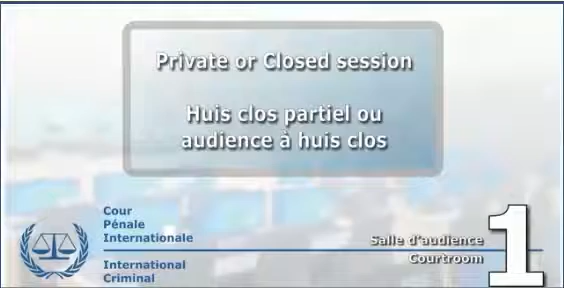 Private or Closed session
Huis clos partiel ou
audience à huis clos
Cour
Pénale
Internationale
International
Criminal
Salle d'audience
Courtroom
1